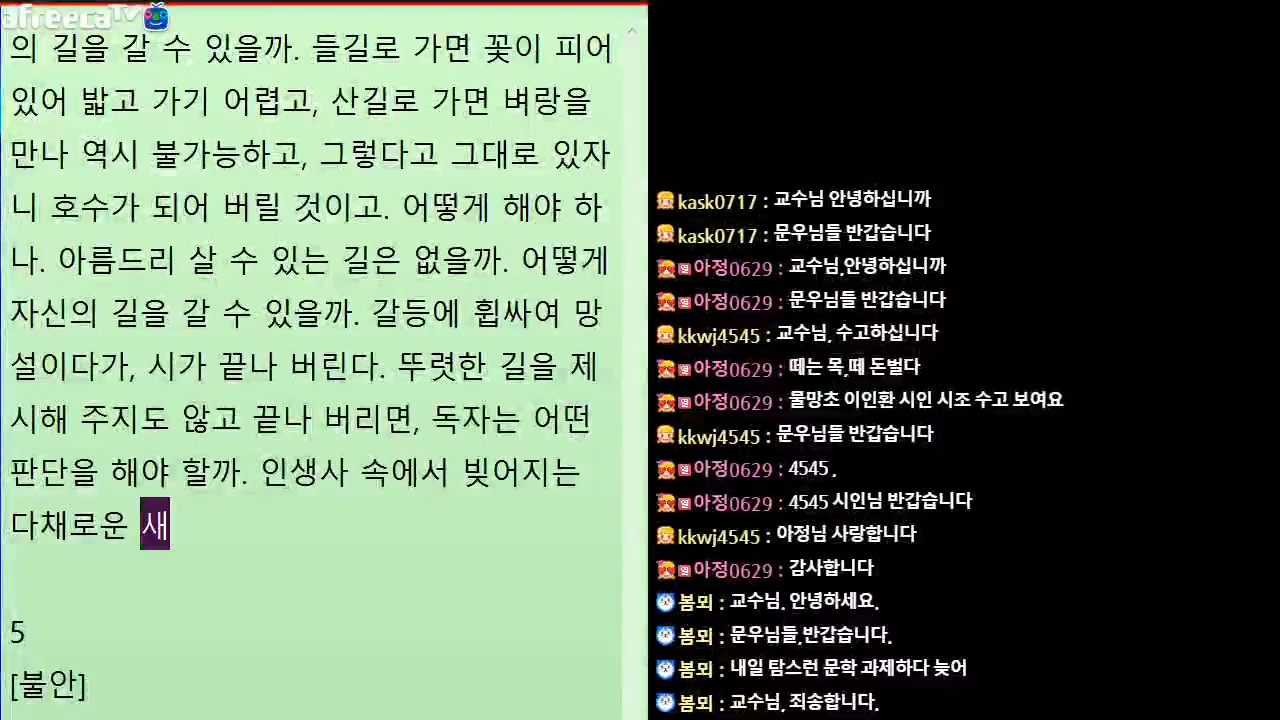 afreecaTV
의 길을 갈 수 있을까. 들길로 가면 꽃이 피어
있어 밟고 가기 어렵고, 산길로 가면 벼랑을
만나 역시 불가능하고, 그렇다고 그대로 있자
니 호수가 되어 버릴 것이고. 어떻게 해야 하
나. 아름드리 살 수 있는 길은 없을까. 어떻게
자신의 길을 갈 수 있을까. 갈등에 휩싸여 망
설이다가, 시가 끝나 버린다. 뚜렷한 길을 제
시해 주지도 않고 끝나 버리면, 독자는 어떤
판단을 해야 할까. 인생사 속에서 빚어지는
다채로운 새
5
[불안]
kask0717 : 교수님 안녕하십니까
kask0717 : 문우님들 반갑습니다
열 아정0629 : 교수님,안녕하십니까
열 아정0629 : 문우님들 반갑습니다
kkwj4545 : 교수님, 수고하십니다
열 아정0629 : 떼는 목,떼 돈벌다
열 아정0629 : 물망초 이인환 시인 시조 수고 보여요
kkwj4545 : 문우님들 반갑습니다
열 아정0629 : 4545 ,
열 아정0629 : 4545 시인님 반갑습니다
kkwj4545 : 아정님 사랑합니다
열 아정0629 : 감사합니다
봄뫼 : 교수님, 안녕하세요.
봄뫼 : 문우님들,반갑습니다.
봄뫼 : 내일 탐스런 문학 과제하다 늦어
봄뫼 : 교수님, 죄송합니다.